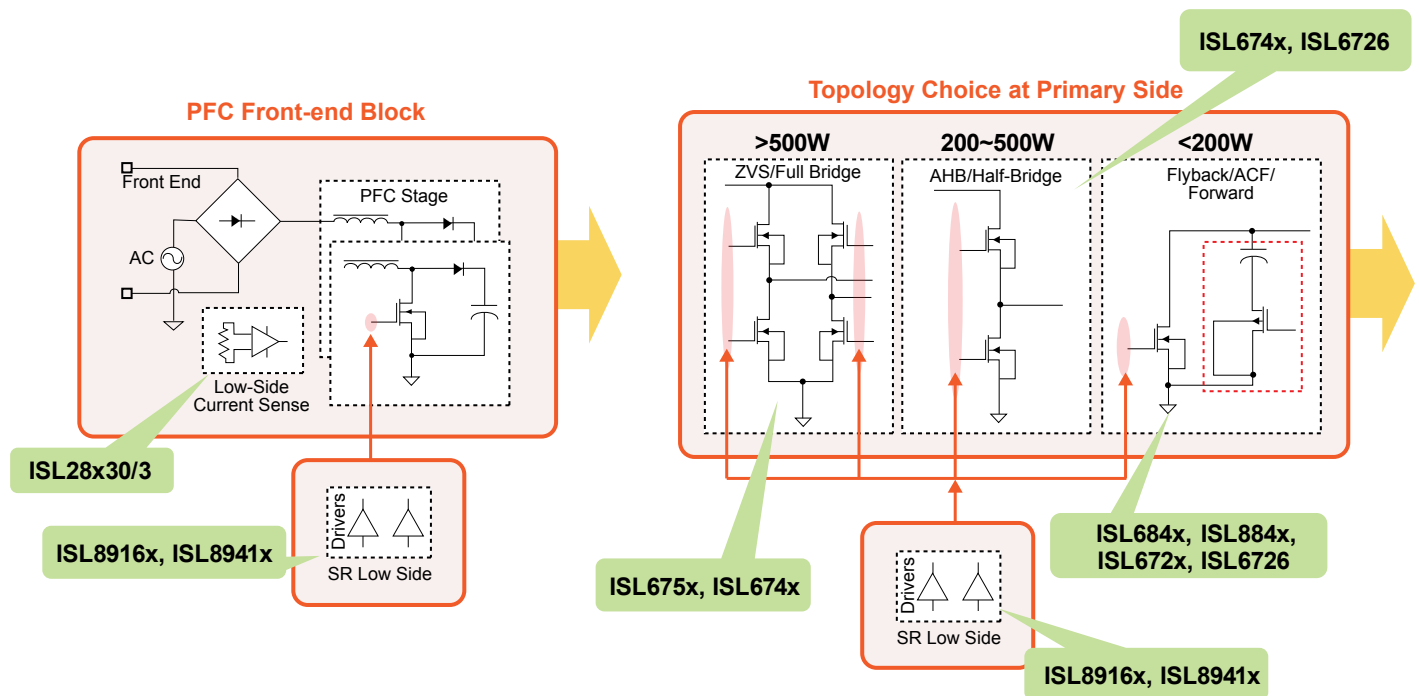 ISL674x, ISL6726
PFC Front-end Block
Topology Choice at Primary Side
>500W
200~500W
<200W
Front End
PFC Stage
AC
Low-Side
Current Sense
ZVS/Full Bridge
AHB/Half-Bridge
Flyback/ACF/
Forward
ISL28x30/3
ISL8916x, ISL8941x
Drivers
SR Low Side
ISL675x, ISL674x
ISL684x, ISL884x,
ISL672x, ISL6726
Drivers
SR Low Side
ISL8916x, ISL8941x